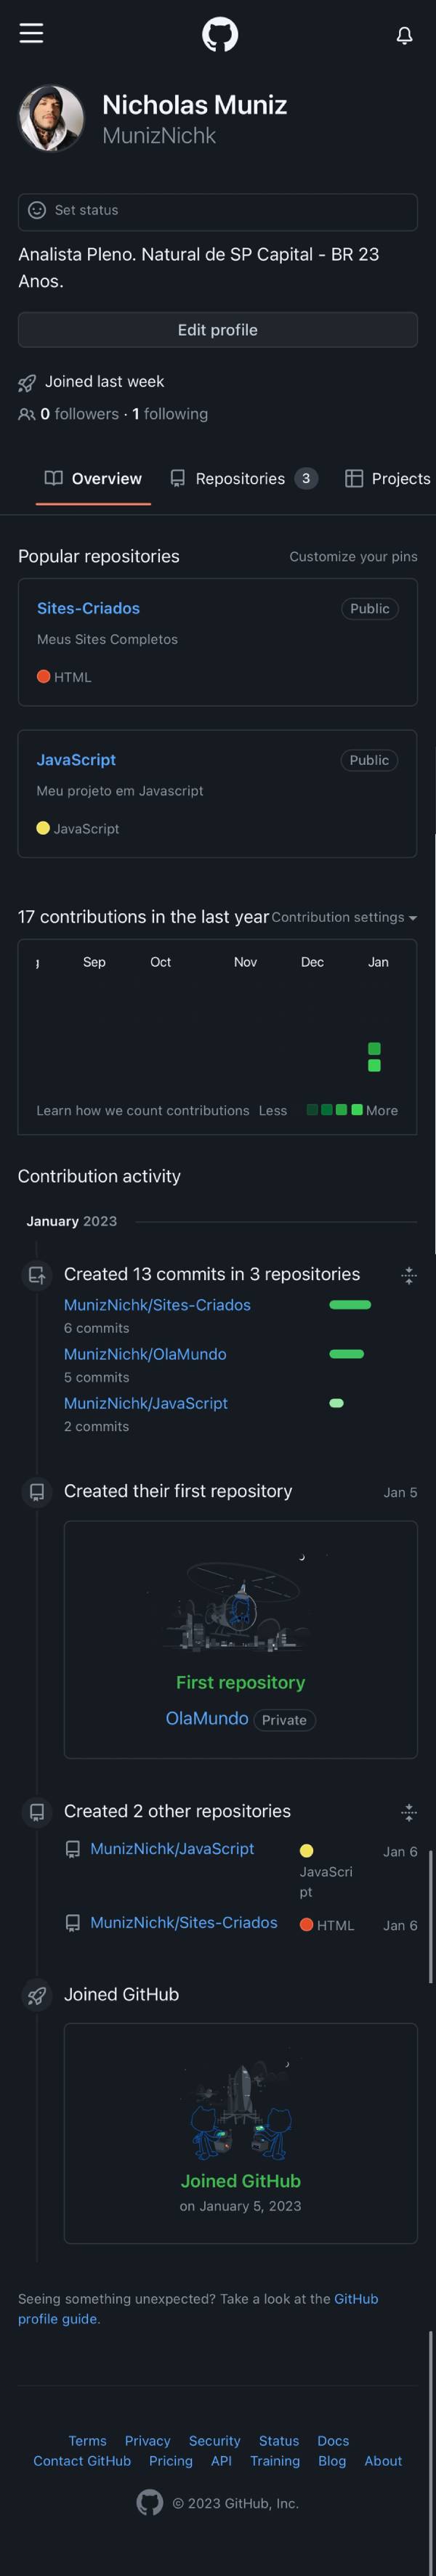 Nicholas Muniz
MunizNichk
Set status
Analista Pleno. Natural de SP Capital - BR 23
Anos.
Edit profile
Joined last week
0 followers · 1 following
Overview
Repositories 3
Projects
Popular repositories
Customize your pins
Sites-Criados
Public
Meus Sites Completos
HTML
JavaScript
Public
Meu projeto em Javascript
JavaScript
17 contributions in the last year
Contribution settings
Sep Oct Nov Dec Jan
Learn how we count contributions
Less
More
Contribution activity
January 2023
Created 13 commits in 3 repositories
MunizNichk/Sites-Criados
6 commits
MunizNichk/OlaMundo
5 commits
MunizNichk/JavaScript
2 commits
Created their first repository
Jan 5
First repository
OlaMundo Private
Created 2 other repositories
MunizNichk/JavaScript
JavaScri
pt
Jan 6
MunizNichk/Sites-Criados
HTML
Jan 6
Joined GitHub
Joined GitHub
on January 5, 2023
Seeing something unexpected? Take a look at the GitHub
profile guide.
Terms Privacy Security Status Docs
Contact GitHub Pricing API Training Blog About
© 2023 GitHub, Inc.